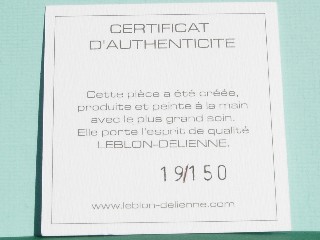 CERTIFICAT
D'AUTHENTICITE
Cette pièce a été créée,
produite et peinte à la main
avec le plus grand soin.
Elle porte l'esprit de qualité
LEBLON-DELIENNE.
19/150
www.leblon-delienne.com